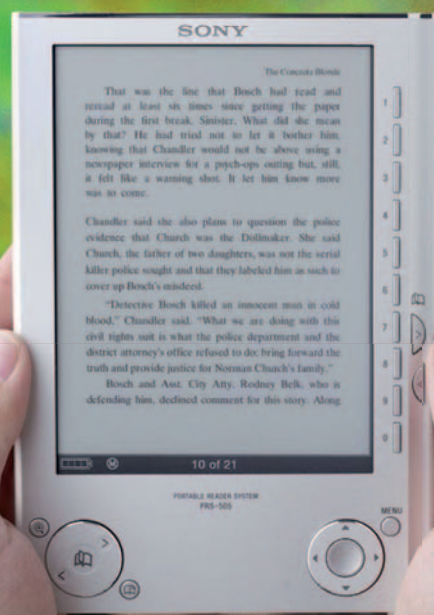 SONY
The Concrete Blonde
That was the line that Bosch had read and
reread at least six times since getting the paper
during the first break. Sinister. What did she mean
by that? He had tried not to let it bother him,
knowing that Chandler would not be above using a
newspaper interview for a psych-ops outing but, still,
it felt like a warning shot. It let him know more
was to come.
Chandler said she also plans to question the police
evidence that Church was the Dollmaker. She said
Church, the father of two daughters, was not the serial
killer police sought and that they labeled him as such to
cover up Bosch's misdeed.
"Detective Bosch killed an innocent man in cold
blood," Chandler said. "What we are doing with this
civil rights suit is what the police department and the
district attorney's office refused to do: bring forward the
truth and provide justice for Norman Church's family."
Bosch and Asst. City Atty. Rodney Belk, who is
defending him, declined comment for this story. Along
1
2
3
4
5
6
7
8
9
0
M
10 of 21
PORTABLE READER SYSTEM
PRS-505
MENU